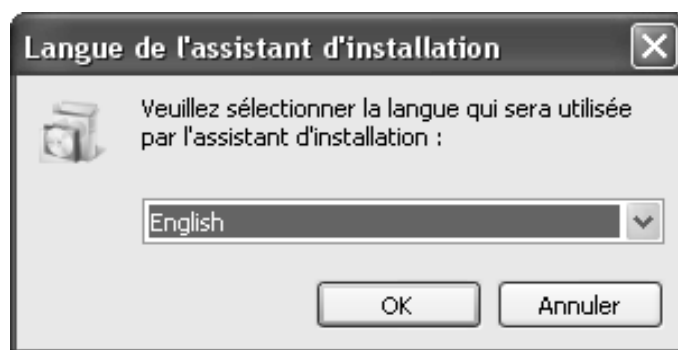 Langue de l'assistant d'installation
Veuillez sélectionner la langue qui sera utilisée
par l'assistant d'installation :
English
OK
Annuler